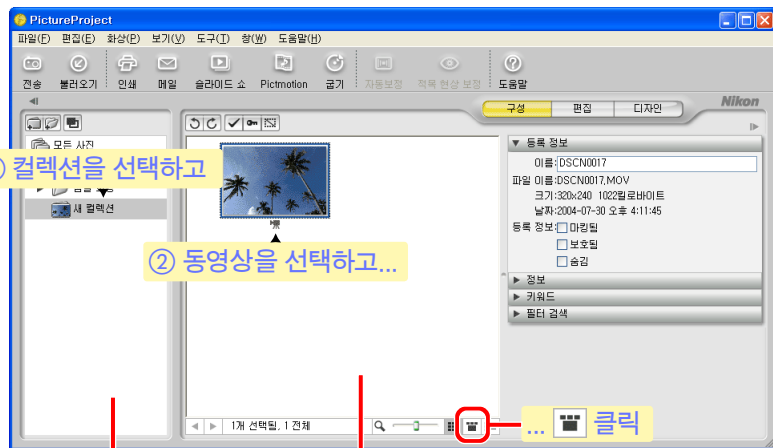 PictureProject
파일(F) 편집(E) 화상(P) 보기(V) 도구(T) 창(W) 도움말(H)
전송 불러오기 인쇄 메일 슬라이드 쇼 Pictmotion 굽기 자동보정 적목 현상 보정 도움말
구성 편집 디자인 Nikon
모든 사진
컬렉션을 선택하고
새 컬렉션
② 동영상을 선택하고...
등록 정보
이름: DSCN0017
파일 이름: DSCN0017.MOV
크기: 320x240 1022킬로바이트
날짜: 2004-07-30 오후 4:11:45
등록 정보: 마킹됨
보호됨
숨김
정보
키워드
필터 검색
1개 선택됨, 1 전체
... 클릭